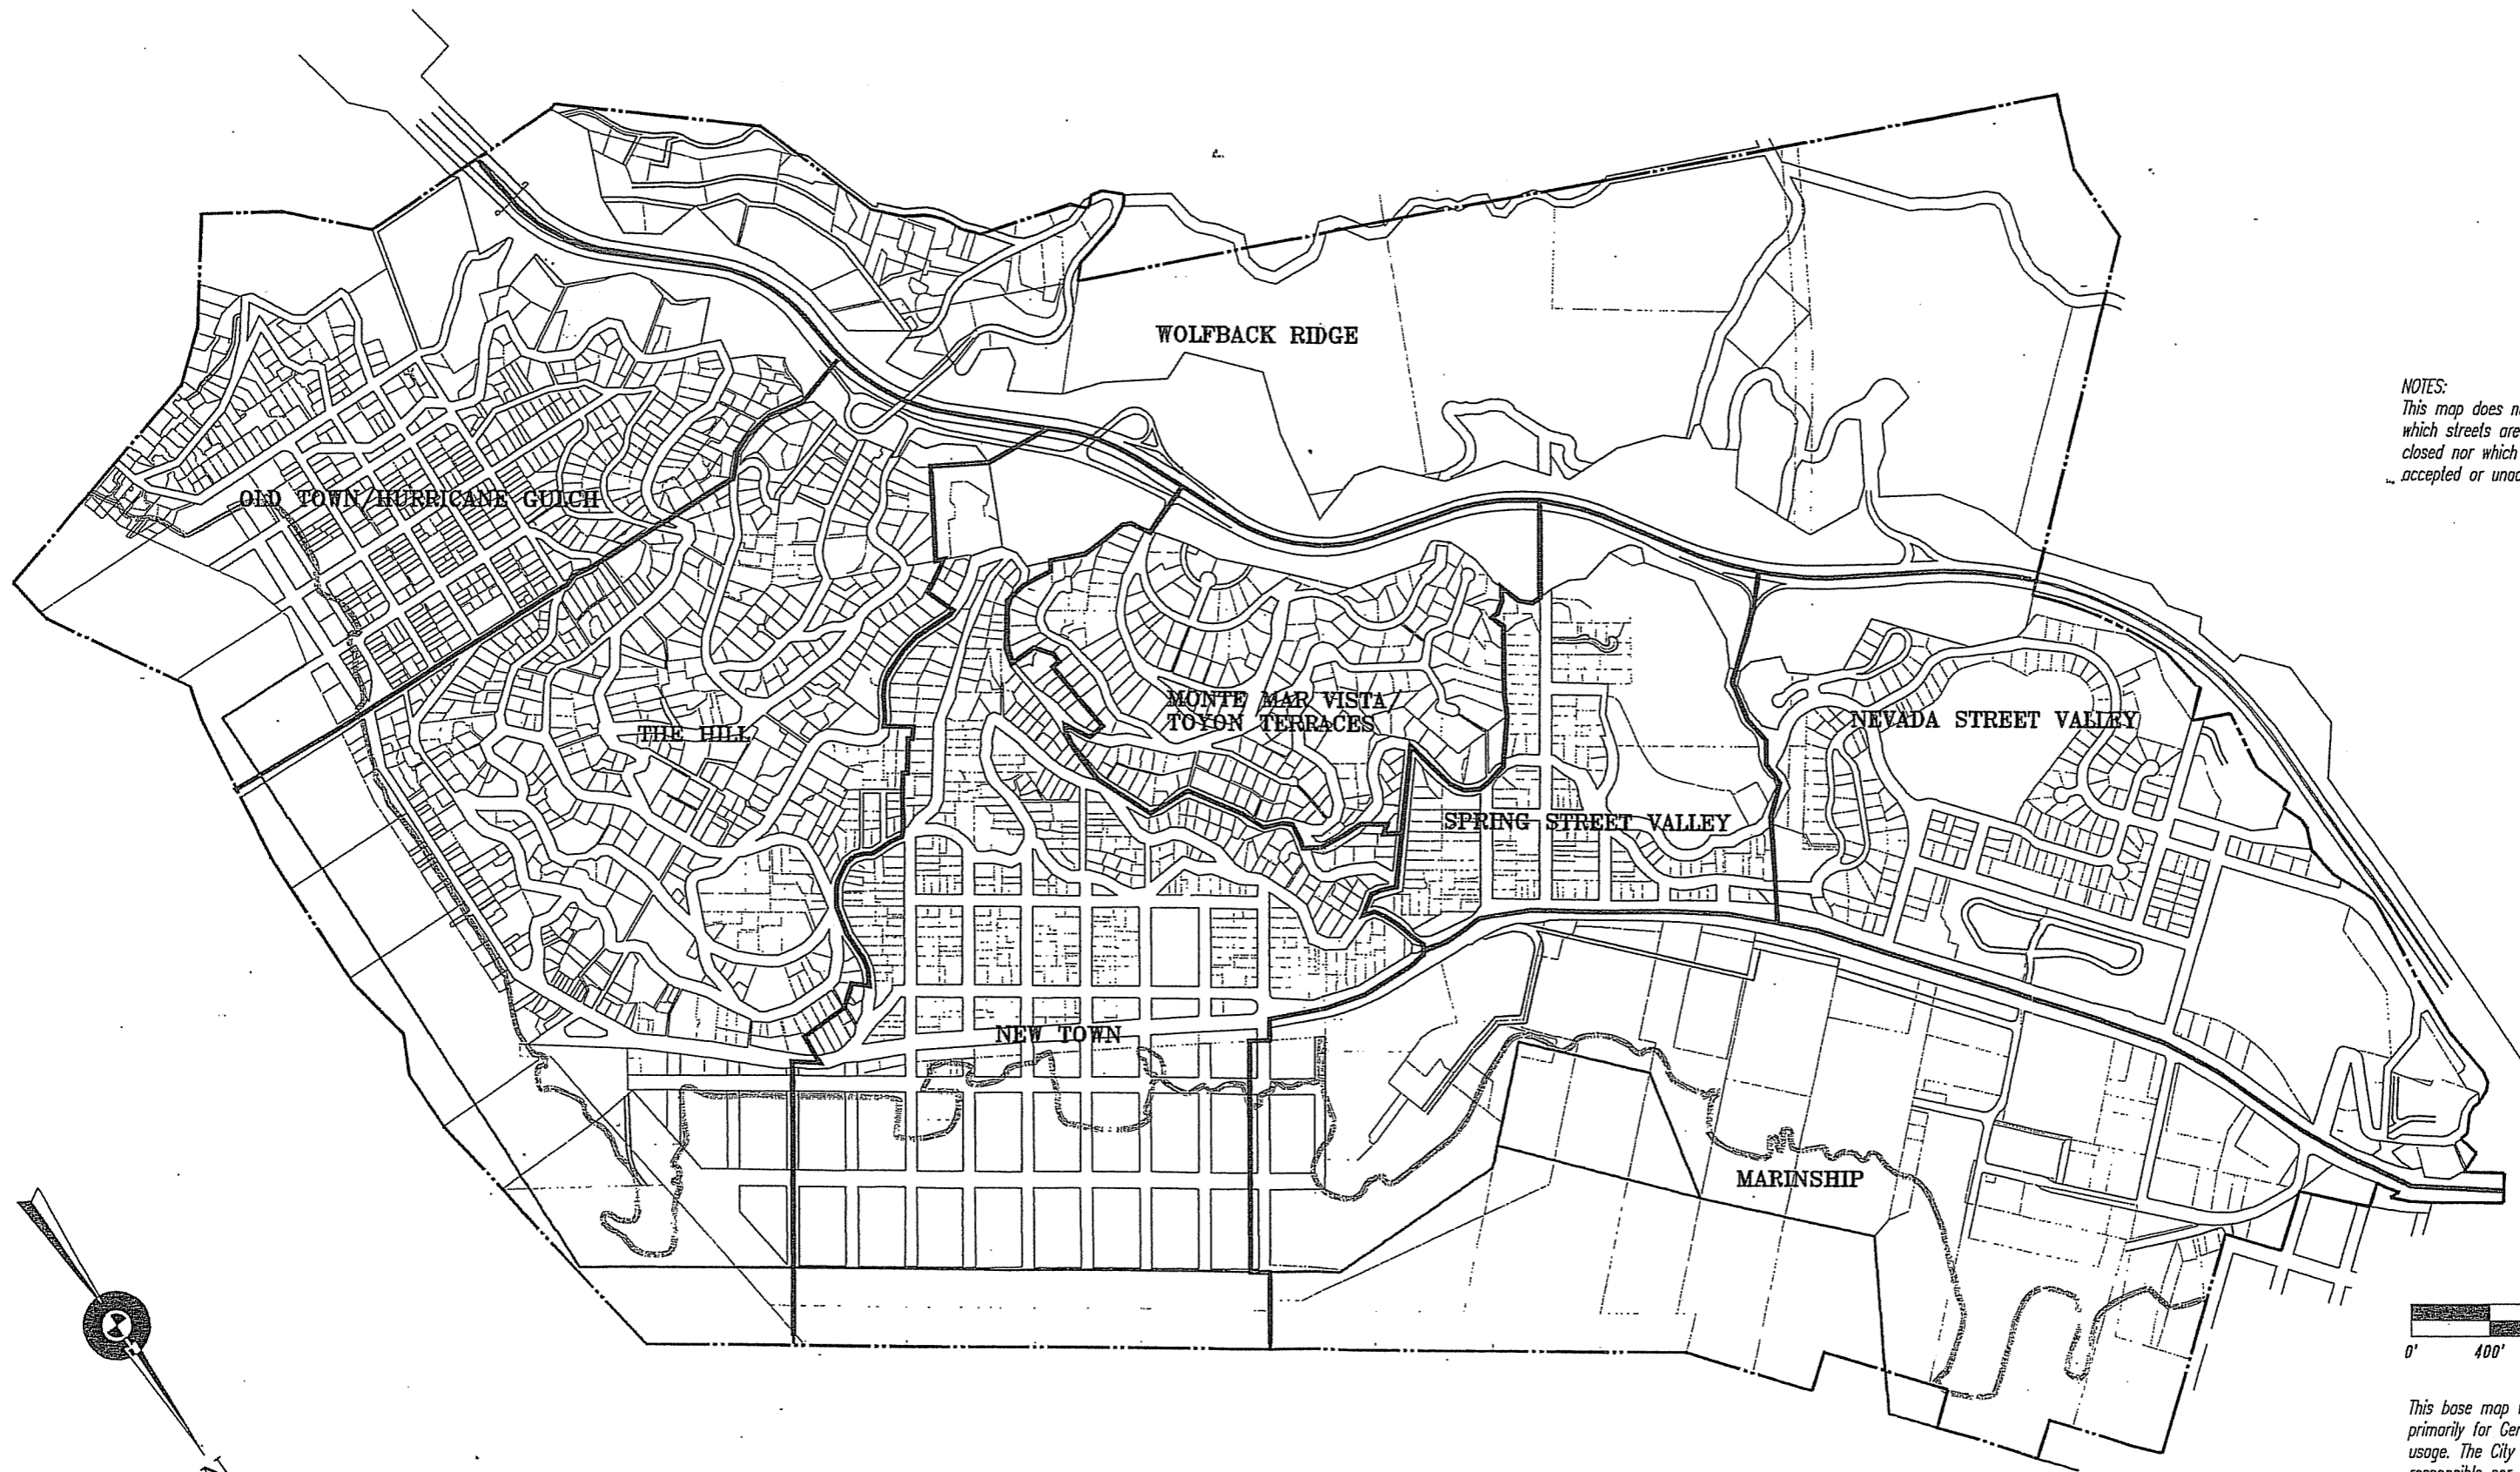 WOLFBACK RIDGE
NOTES:
This map does
which streets are
closed nor which
accepted or
OLD TOWN/HURRICANE GULCH
MONTE MAR VISTA/
TOYON TERRACES
NEVADA STREET VALLEY
THE HILL
SPRING STREET VALLEY
NEW TOWN
MARINSHIP
0' 400'
This base map
primarily for
usage. The City
N